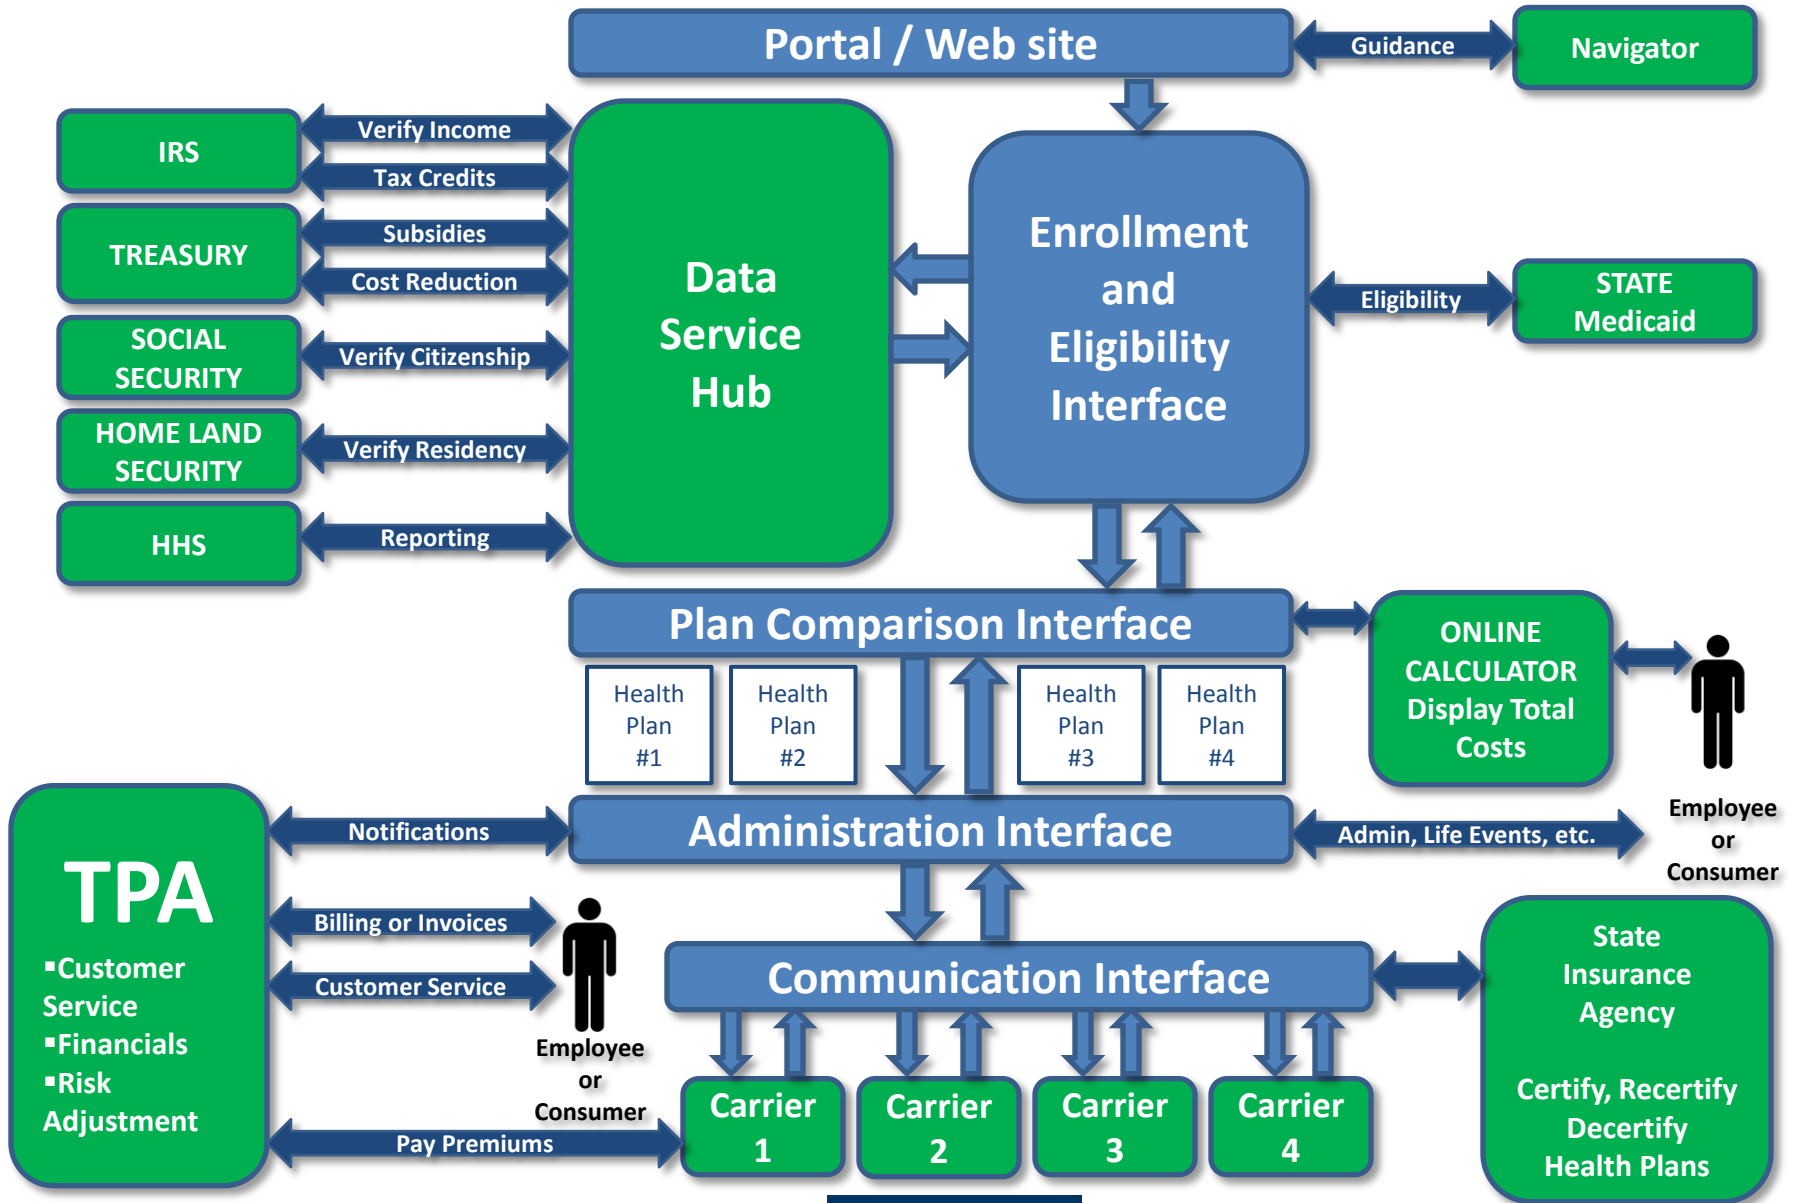 Portal / Web site
Guidance
Navigator
IRS
Verify Income
Tax Credits
TREASURY
Subsidies
Cost Reduction
SOCIAL
SECURITY
Verify Citizenship
HOME LAND
SECURITY
Verify Residency
HHS
Reporting
Data
Service
Hub
Enrollment
and
Eligibility
Interface
Eligibility
STATE
Medicaid
Plan Comparison Interface
ONLINE
CALCULATOR
Display Total
Costs
Health
Plan
#1
Health
Plan
#2
Health
Plan
#3
Health
Plan
#4
Employee
or
Consumer
Administration Interface
Notifications
Admin, Life Events, etc.
TPA
▪Customer
Service
▪Financials
▪Risk
Adjustment
Billing or Invoices
Customer Service
Employee
or
Consumer
Pay Premiums
Communication Interface
Carrier
1
Carrier
2
Carrier
3
Carrier
4
State
Insurance
Agency
Certify, Recertify
Decertify
Health Plans